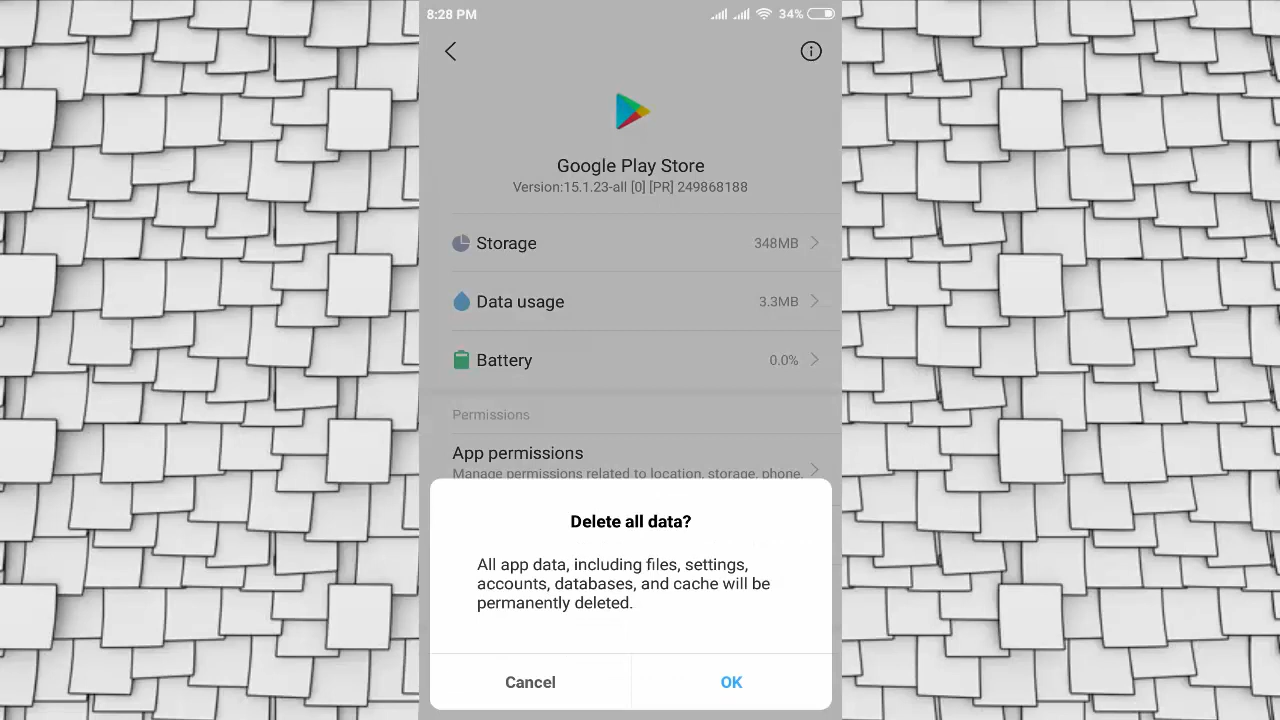 8:28 PM
34%
Google Play Store
Version:15.1.23-all [0] [PR] 249868188
Storage
348MB
Data usage
3.3MB
Battery
0.0%
Permissions
App permissions
Manage permissions related to location, storage, phone,
Delete all data?
All app data, including files, settings,
accounts, databases, and cache will be
permanently deleted.
Cancel
OK